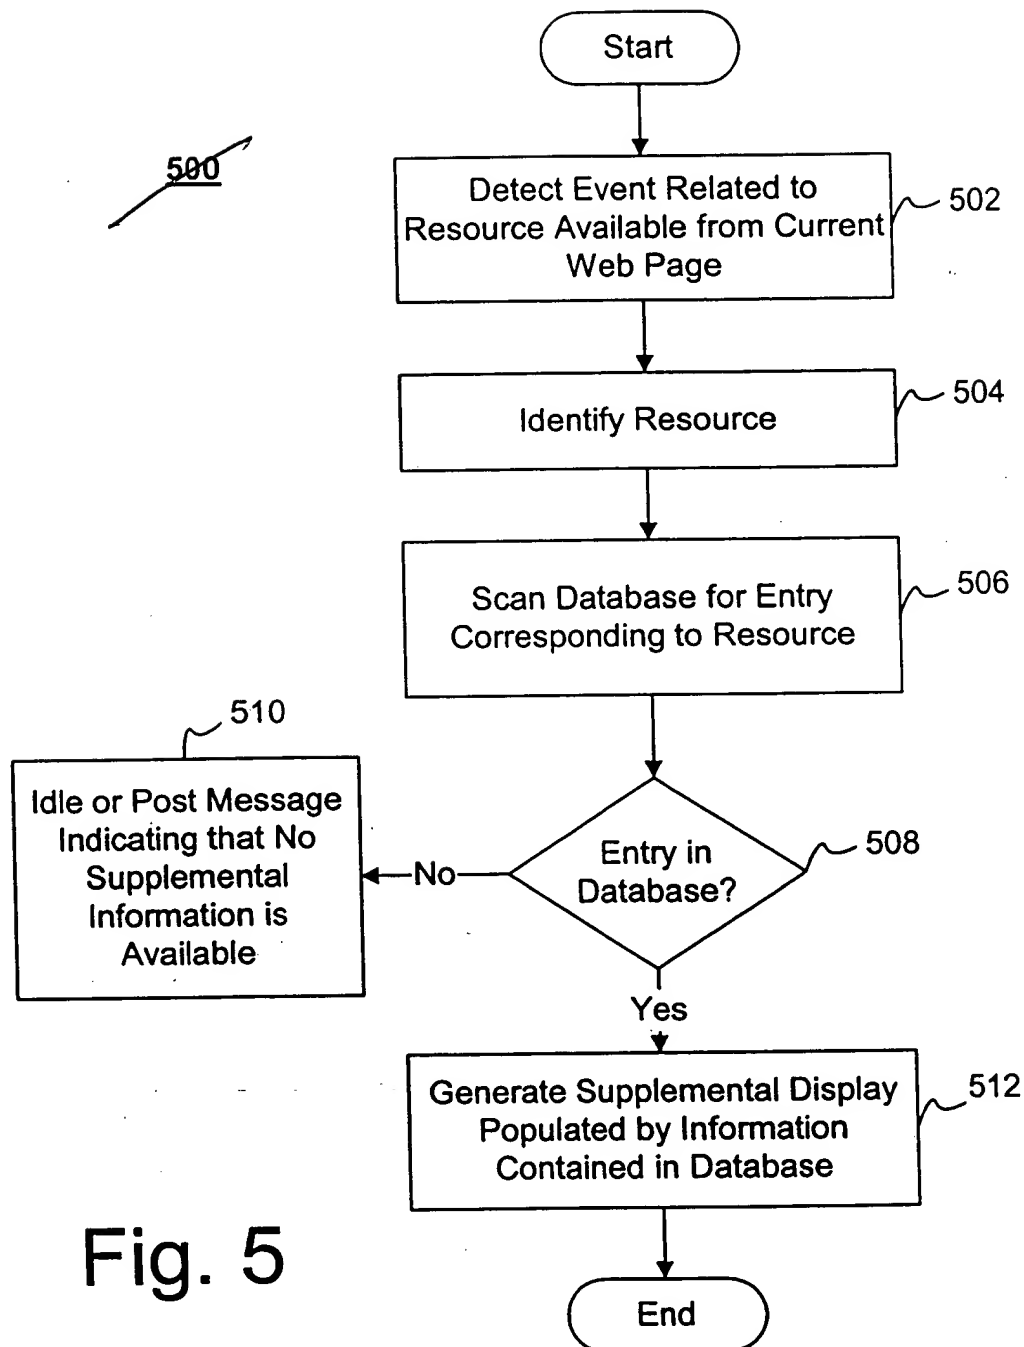 Start
500
Detect Event Related to
Resource Available from Current
Web Page
502
Identify Resource
504
Scan Database for Entry
Corresponding to Resource
506
510
Idle or Post Message
Indicating that No
Supplemental
Information is
Available
No
Entry in
Database?
508
Yes
Generate Supplemental Display
Populated by Information
Contained in Database
512
Fig. 5
End